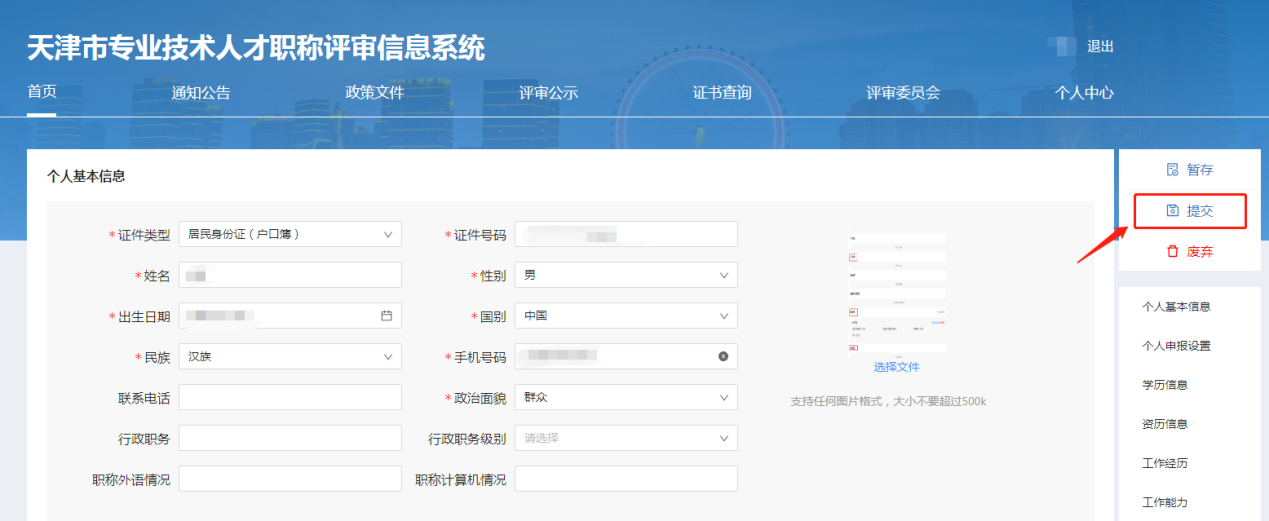 天津市专业技术人才职称评审信息系统
退出
首页 通知公告 政策文件 评审公示 证书查询 评审委员会 个人中心
个人基本信息
暂存
提交
废弃
*证件类型 居民身份证（户口簿） *证件号码
*姓名 *性别 男
*出生日期 *国别 中国
*民族 汉族 *手机号码
选择文件
联系电话 *政治面貌 群众
支持任何图片格式，大小不要超过500k
行政职务 行政职务级别 请选择
职称外语情况 职称计算机情况
个人基本信息
个人申报设置
学历信息
资历信息
工作经历
工作能力